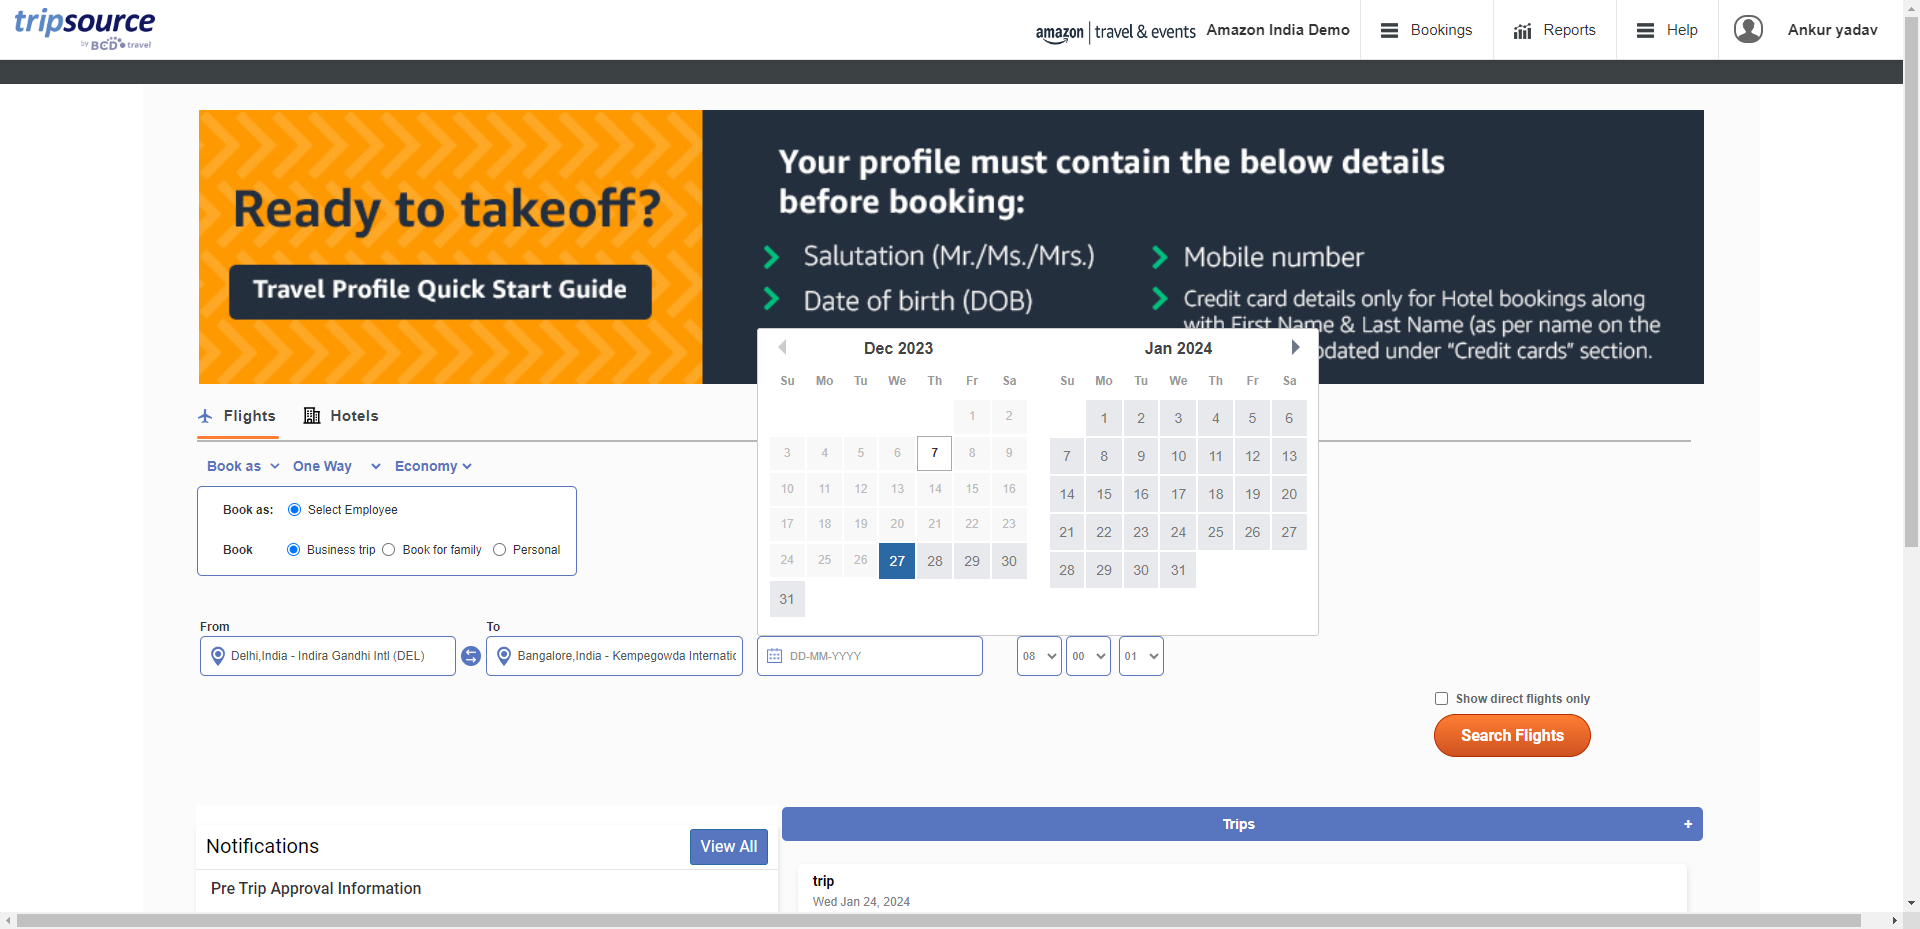 tripsource
by BCD travel
amazon | travel & events Amazon India Demo
Bookings
Reports
Help
Ankur yadav
Ready to takeoff?
Travel Profile Quick Start Guide
Your profile must contain the below details
before booking:
Salutation (Mr./Ms./Mrs.)
Date of birth (DOB)
Mobile number
Credit card details only for Hotel bookings along
with First Name & Last Name (as per name on the
pdated under “Credit cards” section.
Flights
Hotels
Book as
One Way
Economy
Book as: Select Employee
Book Business trip Book for family Personal
Dec 2023
Su Mo Tu We Th Fr Sa
1 2
3 4 5 6 7 8 9
10 11 12 13 14 15 16
17 18 19 20 21 22 23
24 25 26 27 28 29 30
31
Jan 2024
Su Mo Tu We Th Fr Sa
1 2 3 4 5 6
7 8 9 10 11 12 13
14 15 16 17 18 19 20
21 22 23 24 25 26 27
28 29 30 31
From
Delhi,India - Indira Gandhi Intl (DEL)
To
Bangalore,India - Kempegowda Internatio
DD-MM-YYYY
08
00
01
Show direct flights only
Search Flights
Notifications
View All
Pre Trip Approval Information
Trips +
trip
Wed Jan 24, 2024